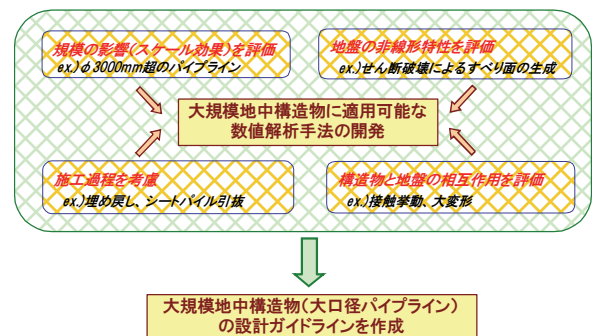 規模の影響(スケール効果)を評価
ex.)φ3000mm超のパイプライン
地盤の非線形特性を評価
ex.)せん断破壊によるすべり面の生成
大規模地中構造物に適用可能な
数値解析手法の開発
施工過程を考慮
ex.)埋め戻し、シートパイル引抜
構造物と地盤の相互作用を評価
ex.)接触挙動、大変形
大規模地中構造物(大口径パイプライン)
の設計ガイドラインを作成